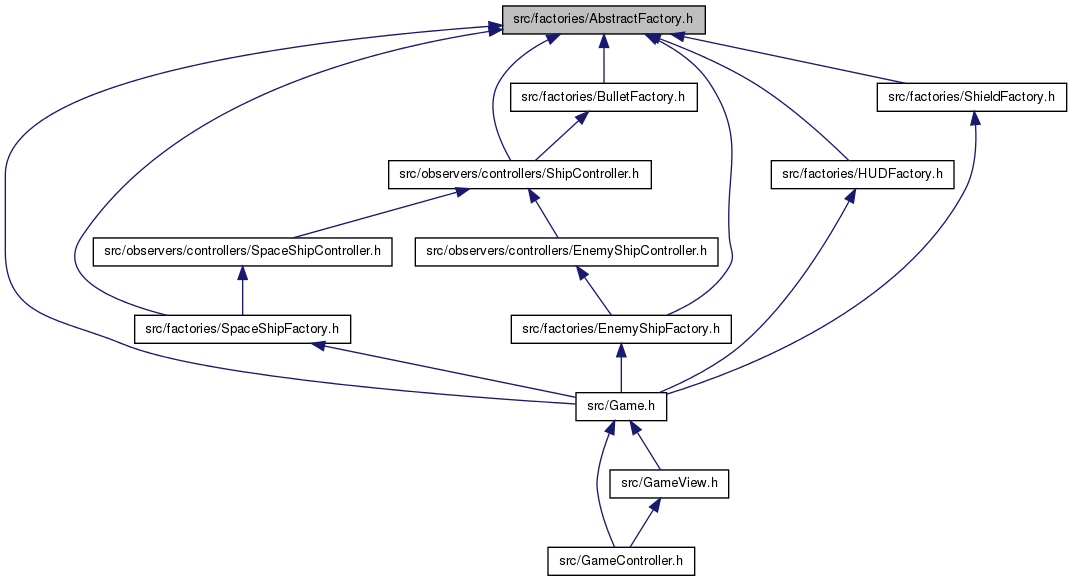 src/factories/AbstractFactory.h
src/factories/BulletFactory.h
src/factories/ShieldFactory.h
src/observers/controllers/ShipController.h
src/factories/HUDFactory.h
src/observers/controllers/SpaceShipController.h
src/observers/controllers/EnemyShipController.h
src/factories/SpaceShipFactory.h
src/factories/EnemyShipFactory.h
src/Game.h
src/GameView.h
src/GameController.h